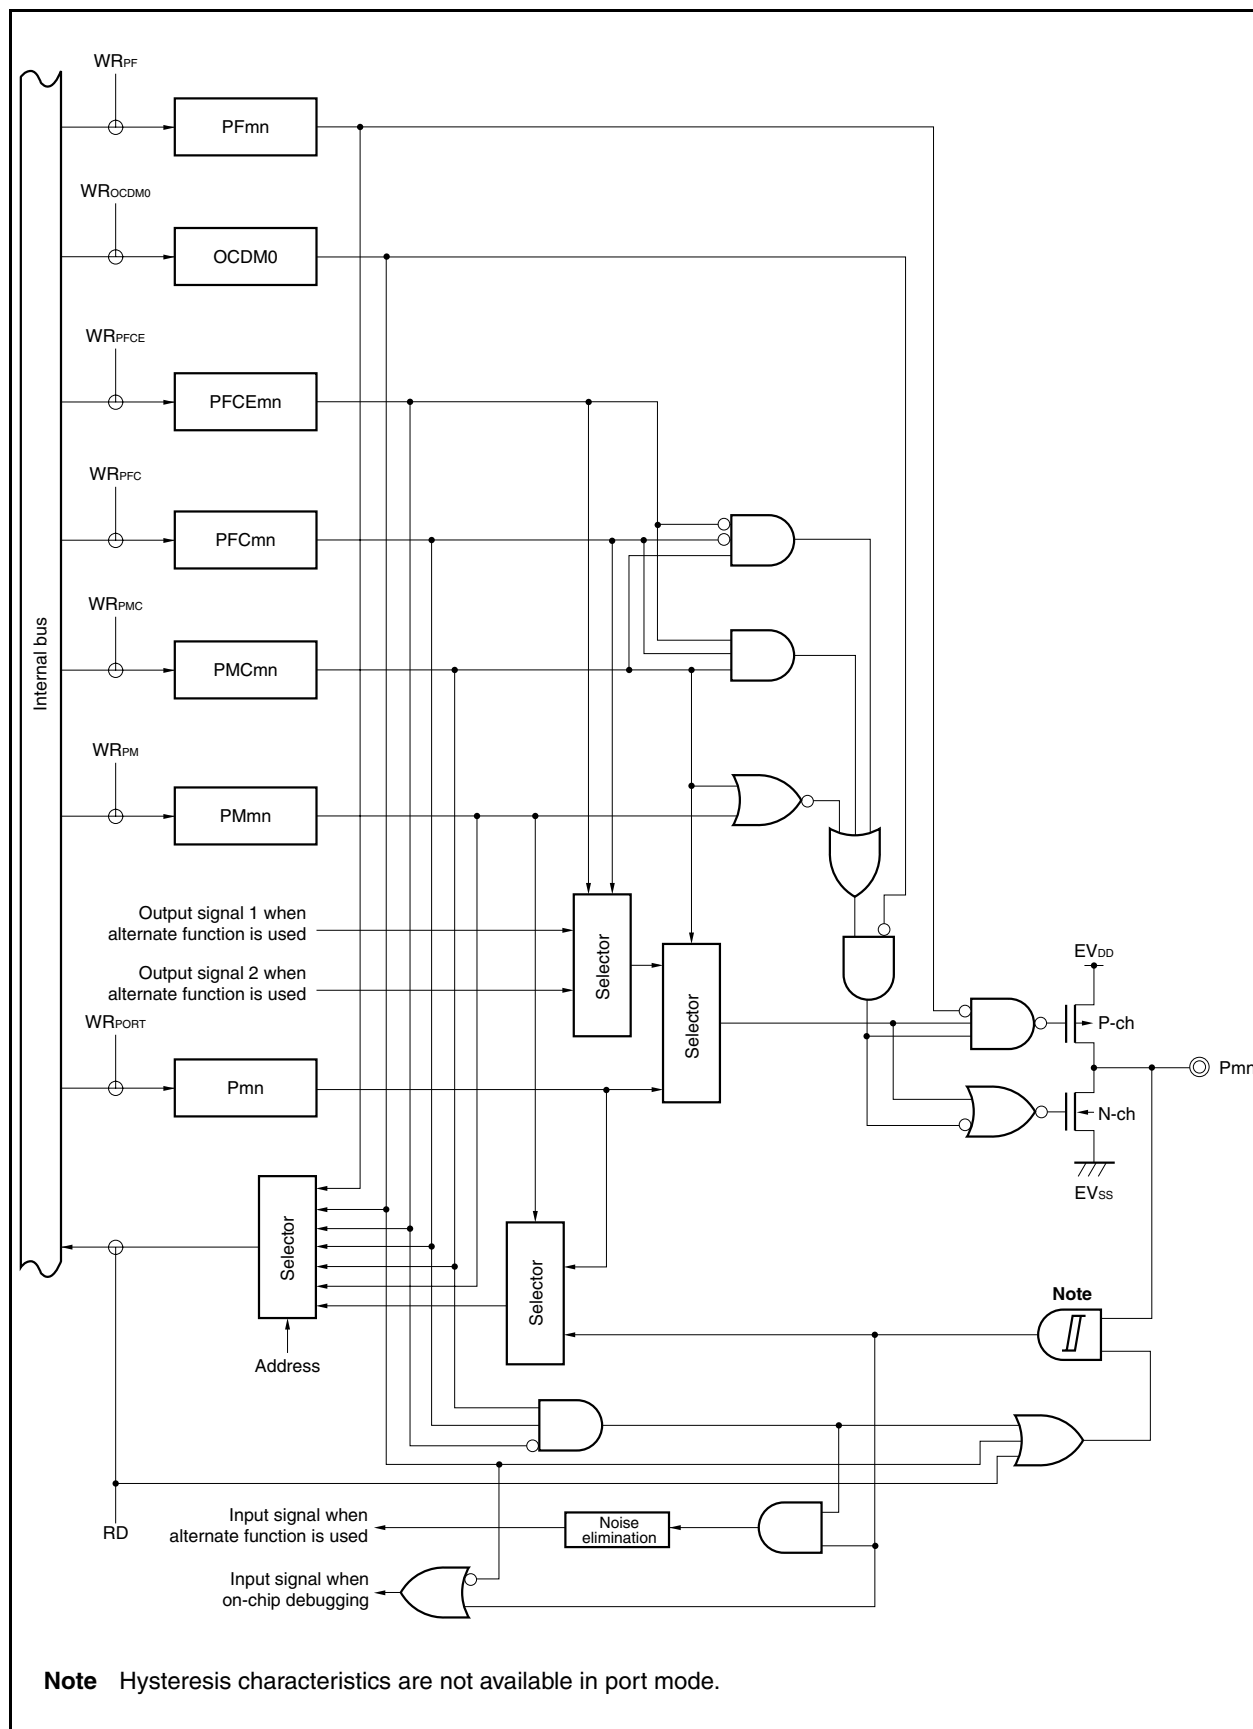 WRPF
PFmn
WROCDM0
OCDM0
WRPFCE
PFCEmn
WRPFC
PFCmn
WRPMC
PMCmn
Internal bus
WRPM
PMmn
Output signal 1 when
alternate function is used
Output signal 2 when
alternate function is used
Selector
Selector
EVDD
P-ch
WRPORT
Pmn
Pmn
N-ch
EVSS
Selector
Selector
Note
Address
RD
Input signal when
alternate function is used
Noise
elimination
Input signal when
on-chip debugging
Note Hysteresis characteristics are not available in port mode.